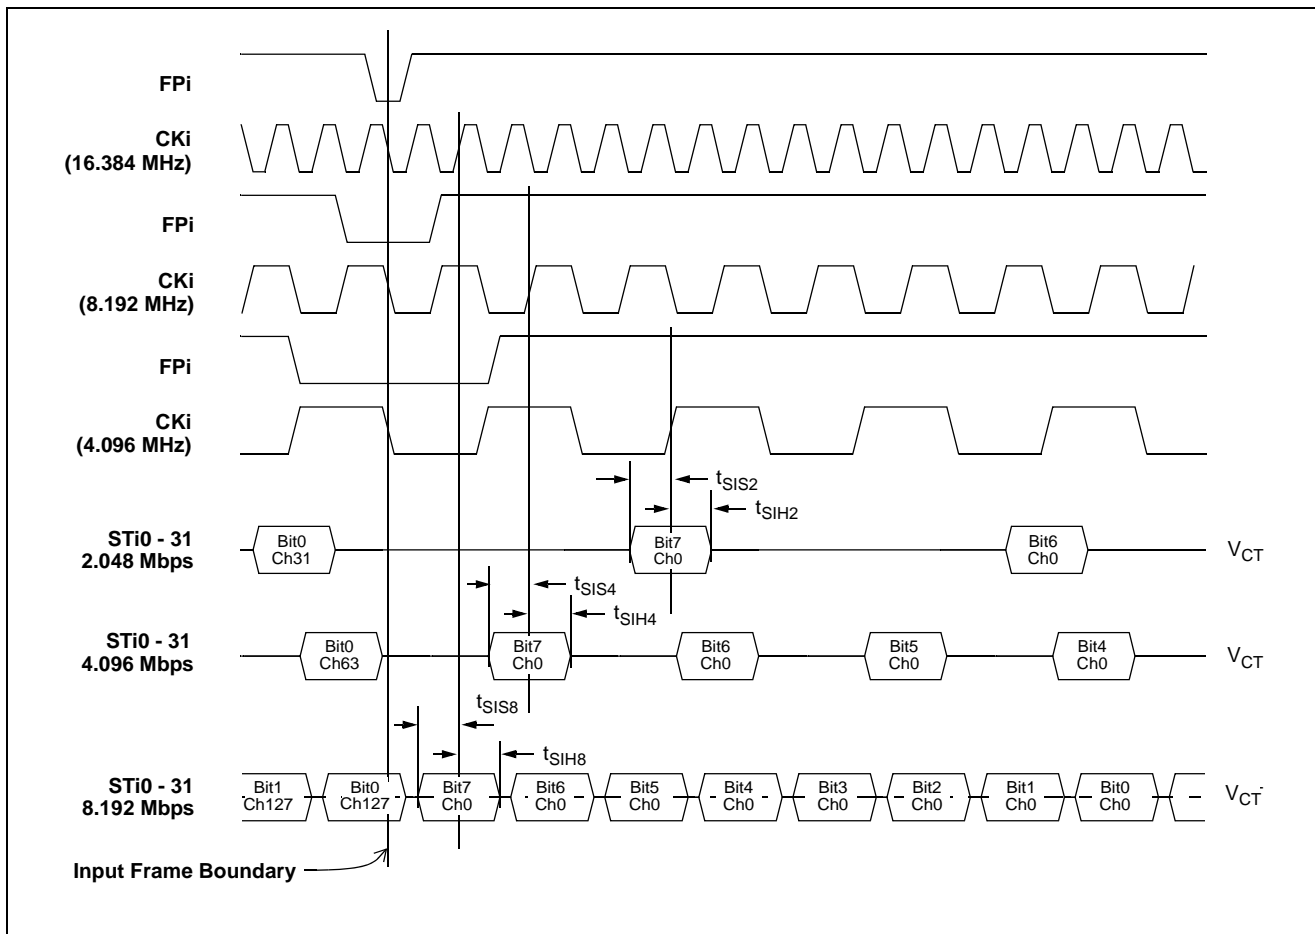 FPi
CKi
(16.384 MHz)
FPi
CKi
(8.192 MHz)
FPi
CKi
(4.096 MHz)
tSIS2
tSIH2
STi0 - 31
2.048 Mbps
Bit0
Ch31
Bit7
Ch0
Bit6
Ch0
VCT
tSIS4
tSIH4
STi0 - 31
4.096 Mbps
Bit0
Ch63
Bit7
Ch0
Bit6
Ch0
Bit5
Ch0
Bit4
Ch0
VCT
tSIS8
tSIH8
STi0 - 31
8.192 Mbps
Bit1
Ch127
Bit0
Ch127
Bit7
Ch0
Bit6
Ch0
Bit5
Ch0
Bit4
Ch0
Bit3
Ch0
Bit2
Ch0
Bit1
Ch0
Bit0
Ch0
VCT
Input Frame Boundary